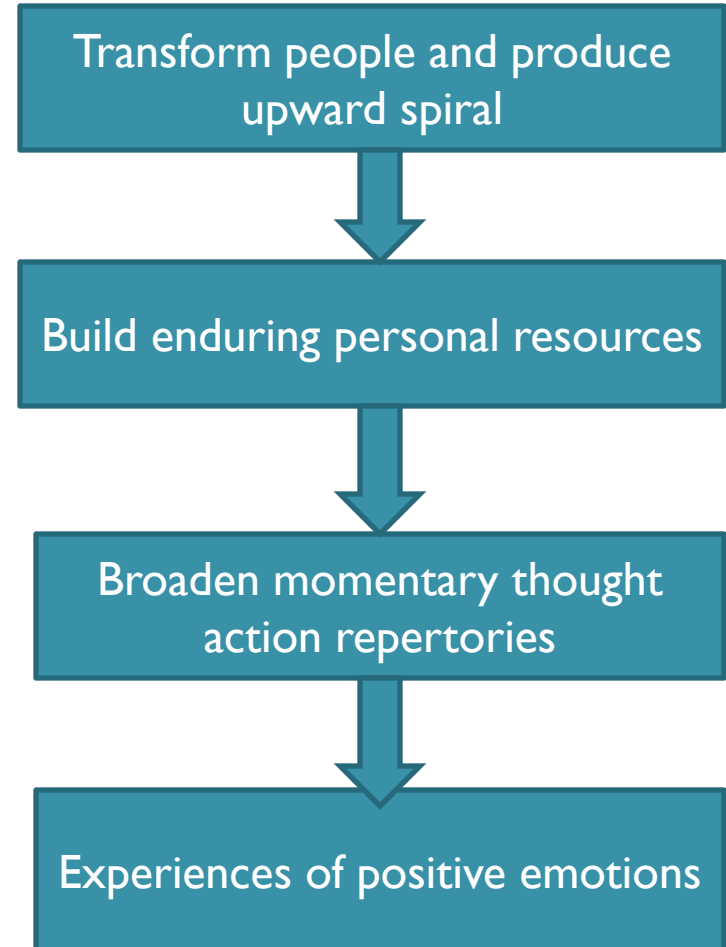 Transform people and produce
upward spiral
Build enduring personal resources
Broaden momentary thought
action repertories
Experiences of positive emotions